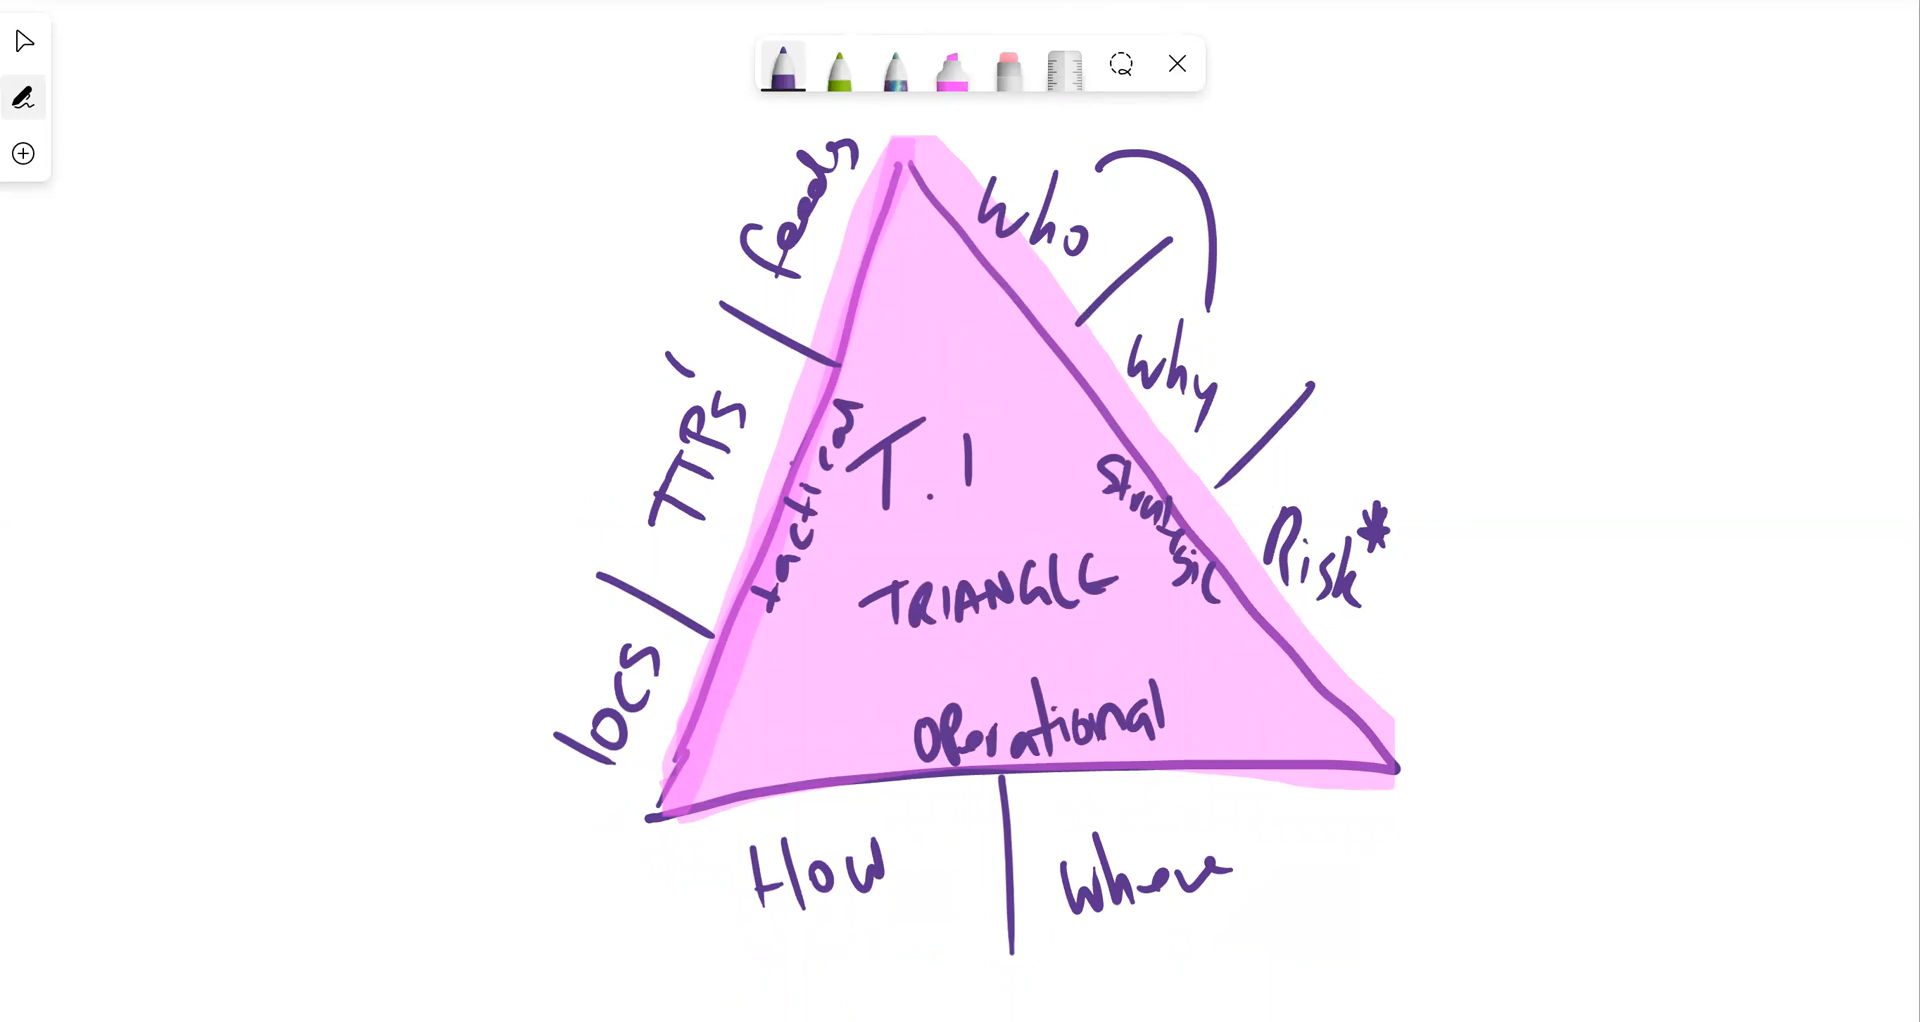 feeds
Who
TTPs'
Why
tactical
T.I
Strategic
Risk*
TRIANGLE
IOCS
Operational
How
Where